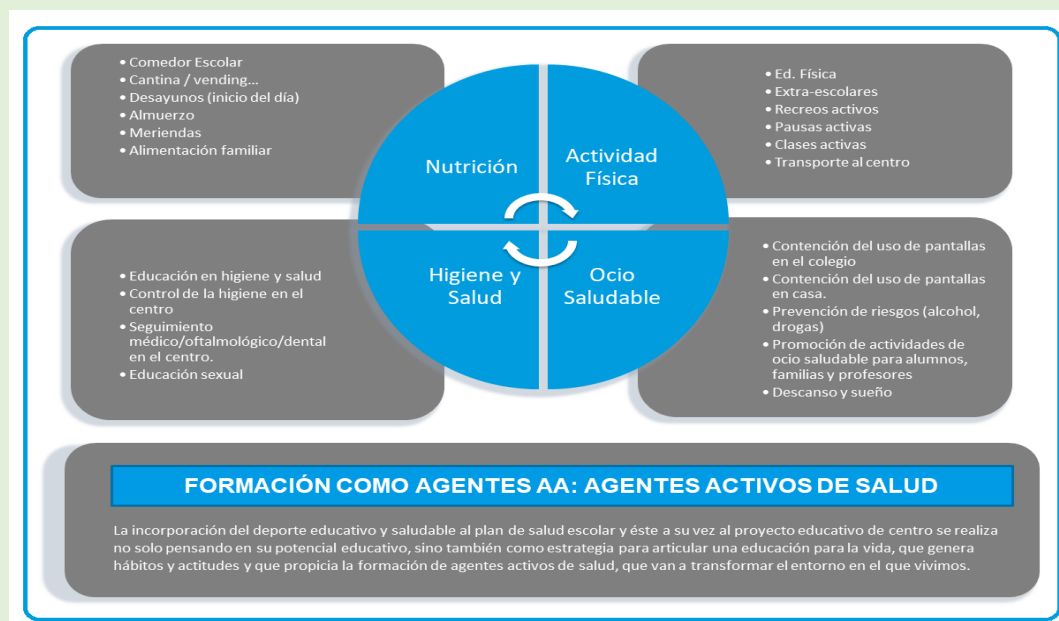 • Comedor Escolar
• Cantina / vending...
• Desayunos (inicio del día)
• Almuerzo
• Meriendas
• Alimentación familiar
Nutrición
Actividad
Física
• Ed. Física
• Extra-escolares
• Recreos activos
• Pausas activas
• Clases activas
• Transporte al centro
• Educación en higiene y salud
• Control de la higiene en el
centro
• Seguimiento
médico/oftalmológico/dental
en el centro.
• Educación sexual
Higiene y
Salud
Ocio
Saludable
• Contención del uso de pantallas
en el colegio
• Contención del uso de pantallas
en casa.
• Prevención de riesgos (alcohol,
drogas)
• Promoción de actividades de
ocio saludable para alumnos,
familias y profesores
• Descanso y sueño
FORMACIÓN COMO AGENTES AA: AGENTES ACTIVOS DE SALUD
La incorporación del deporte educativo y saludable al plan de salud escolar y éste a su vez al proyecto educativo de centro se realiza
no solo pensando en su potencial educativo, sino también como estrategia para articular una educación para la vida, que genera
hábitos y actitudes y que propicia la formación de agentes activos de salud, que van a transformar el entorno en el que vivimos.